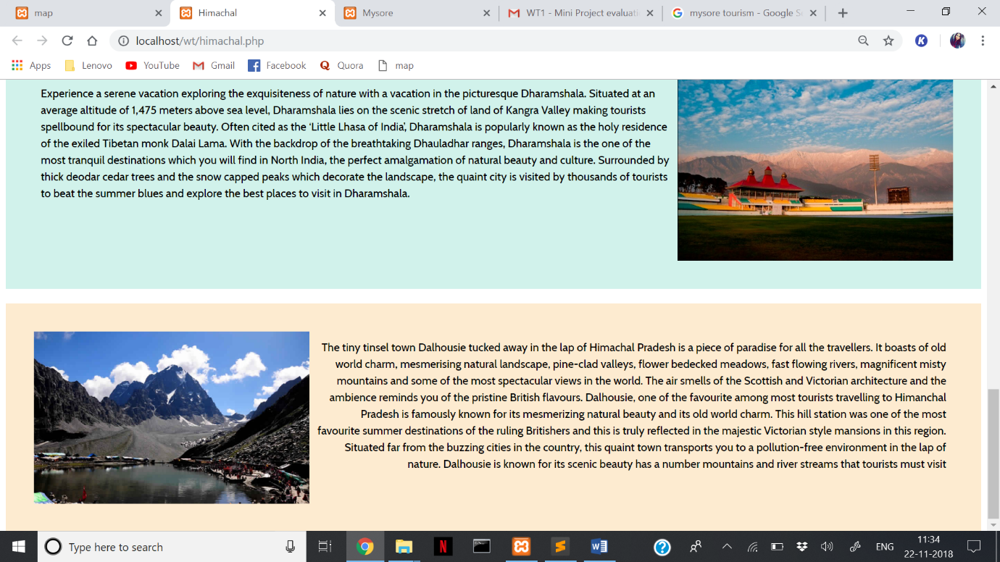 map
Himachal
Mysore
WT1 - Mini Project evaluati
mysore tourism - Google S
localhost/wt/himachal.php
K
Apps
Lenovo
YouTube
Gmail
Facebook
Quora
map
Experience a serene vacation exploring the exquisiteness of nature with a vacation in the picturesque Dharamshala. Situated at an
average altitude of 1,475 meters above sea level, Dharamshala lies on the scenic stretch of land of Kangra Valley making tourists
spellbound for its spectacular beauty. Often cited as the ‘Little Lhasa of India’, Dharamshala is popularly known as the holy residence
of the exiled Tibetan monk Dalai Lama. With the backdrop of the breathtaking Dhauladhar ranges, Dharamshala is the one of the
most tranquil destinations which you will find in North India, the perfect amalgamation of natural beauty and culture. Surrounded by
thick deodar cedar trees and the snow capped peaks which decorate the landscape, the quaint city is visited by thousands of tourists
to beat the summer blues and explore the best places to visit in Dharamshala.
The tiny tinsel town Dalhousie tucked away in the lap of Himachal Pradesh is a piece of paradise for all the travellers. It boasts of old
world charm, mesmerising natural landscape, pine-clad valleys, flower bedecked meadows, fast flowing rivers, magnificent misty
mountains and some of the most spectacular views in the world. The air smells of the Scottish and Victorian architecture and the
ambience reminds you of the pristine British flavours. Dalhousie, one of the favourite among most tourists travelling to Himanchal
Pradesh is famously known for its mesmerizing natural beauty and its old world charm. This hill station was one of the most
favourite summer destinations of the ruling Britishers and this is truly reflected in the majestic Victorian style mansions in this region.
Situated far from the buzzing cities in the country, this quaint town transports you to a pollution-free environment in the lap of
nature. Dalhousie is known for its scenic beauty has a number mountains and river streams that tourists must visit
Type here to search
ENG
11:34
22-11-2018